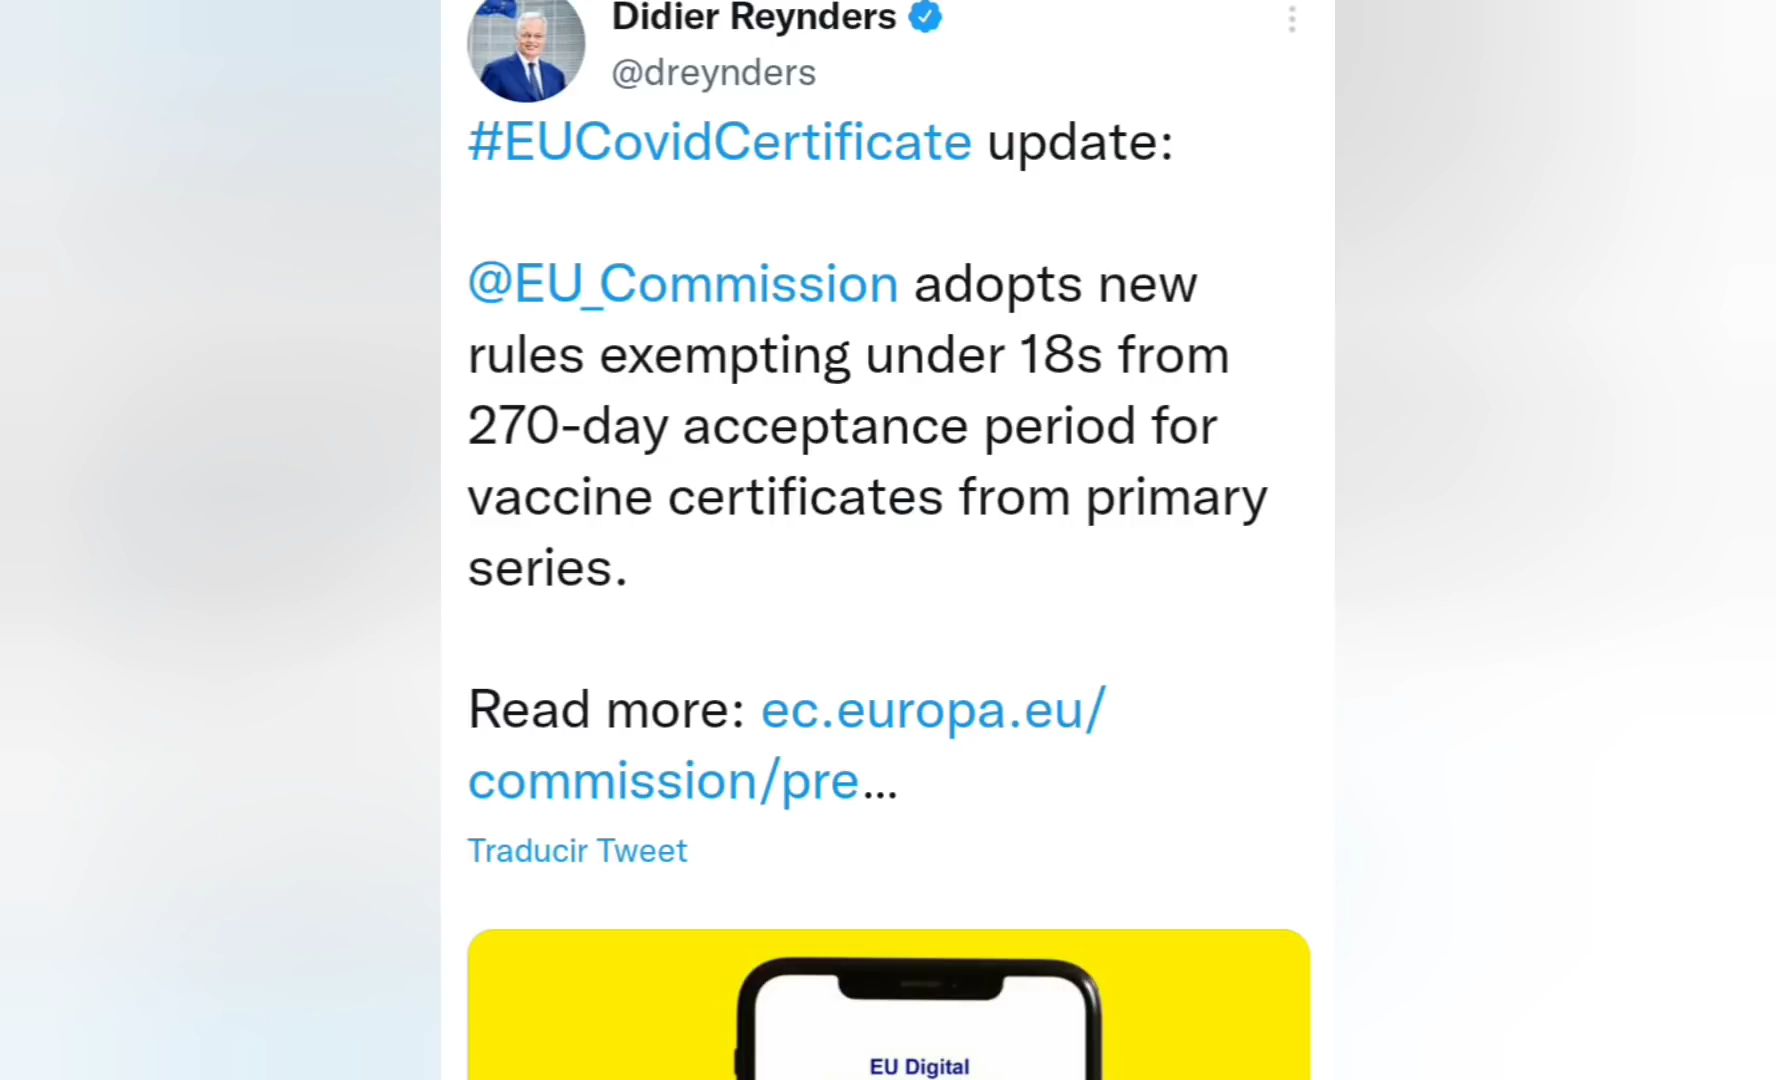 Didier Reynders
@dreynders
#EUCovidCertificate update:
@EU_Commission adopts new
rules exempting under 18s from
270-day acceptance period for
vaccine certificates from primary
series.
Read more: ec.europa.eu/
commission/pre…
Traducir Tweet
EU Digital